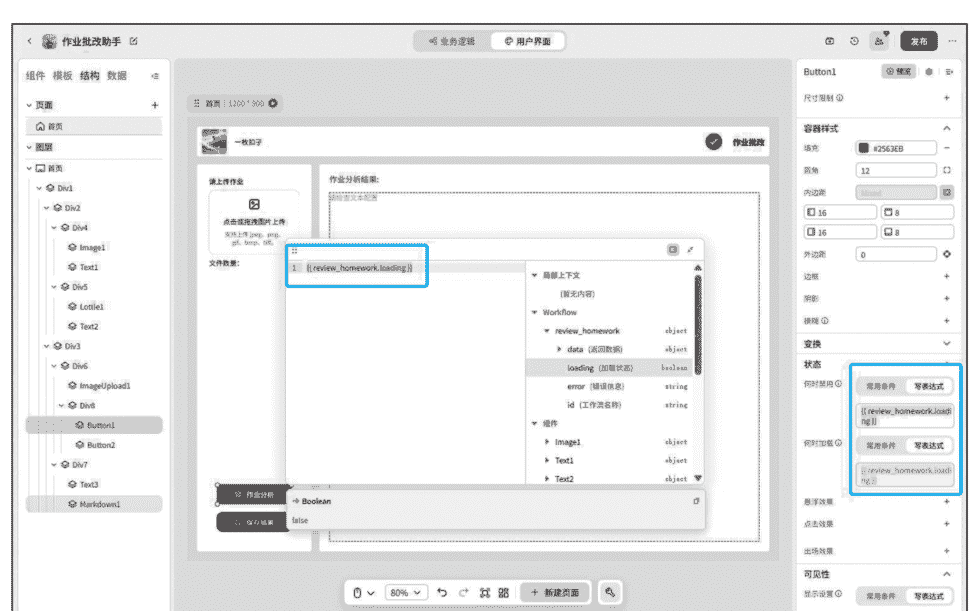 作业批改助手
业务逻辑
用户界面
发布
组件 模板 结构 数据
页面
首页
图层
首页
Div1
Div2
Div4
Image1
Text1
Div5
Text2
Div3
Div6
ImageUpload1
Div8
Button1
Button2
Div7
Text3
Markdown1
首页
作业批改
请上传作业
点击或拖拽图片上传
文件数量:
作业分析结果:
1 {{review_homework.loading}}
局部上下文
(暂无内容)
Workflow
review_homework object
data (返回数据) object
loading (加载状态) boolean
error (错误信息) string
id (工作流名称) string
组件
Image1 object
Text1 object
Text2 object
作业分析
Boolean
false
80%
新建页面
Button1
预览
尺寸限制
容器样式
填充 #2563EB
圆角 12
内边距
16 8
16 8
外边距 0
边框
阴影
变换
状态
何时禁用 常用条件 写表达式
{{review_homework.loadi
ng}}
何时加载 常用条件 写表达式
{{review_homework.loadi
ng}}
悬浮效果
点击效果
出场效果
可见性
显示设置 常用条件 写表达式